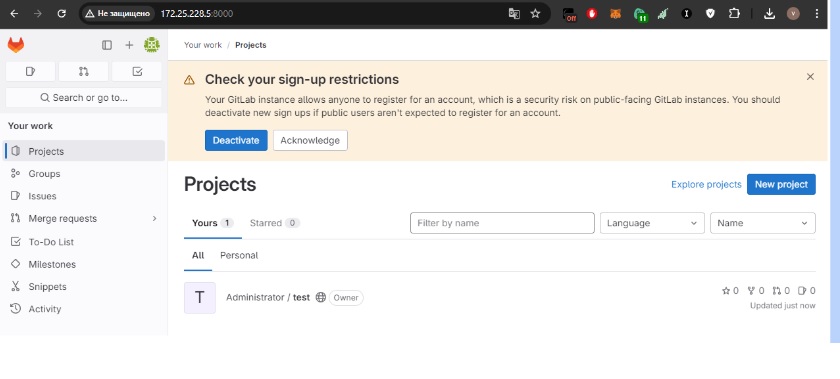 Не защищено 172.25.228.5:8000
Off
11
V
Your work / Projects
Search or go to...
Your work
Projects
Groups
Issues
Merge requests
To-Do List
Milestones
Snippets
Activity
Check your sign-up restrictions
Your GitLab instance allows anyone to register for an account, which is a security risk on public-facing GitLab instances. You should
deactivate new sign ups if public users aren't expected to register for an account.
Deactivate Acknowledge
Projects
Explore projects New project
Yours 1 Starred 0 Filter by name Language Name
All Personal
T Administrator / test Owner 0 0 0 0
Updated just now